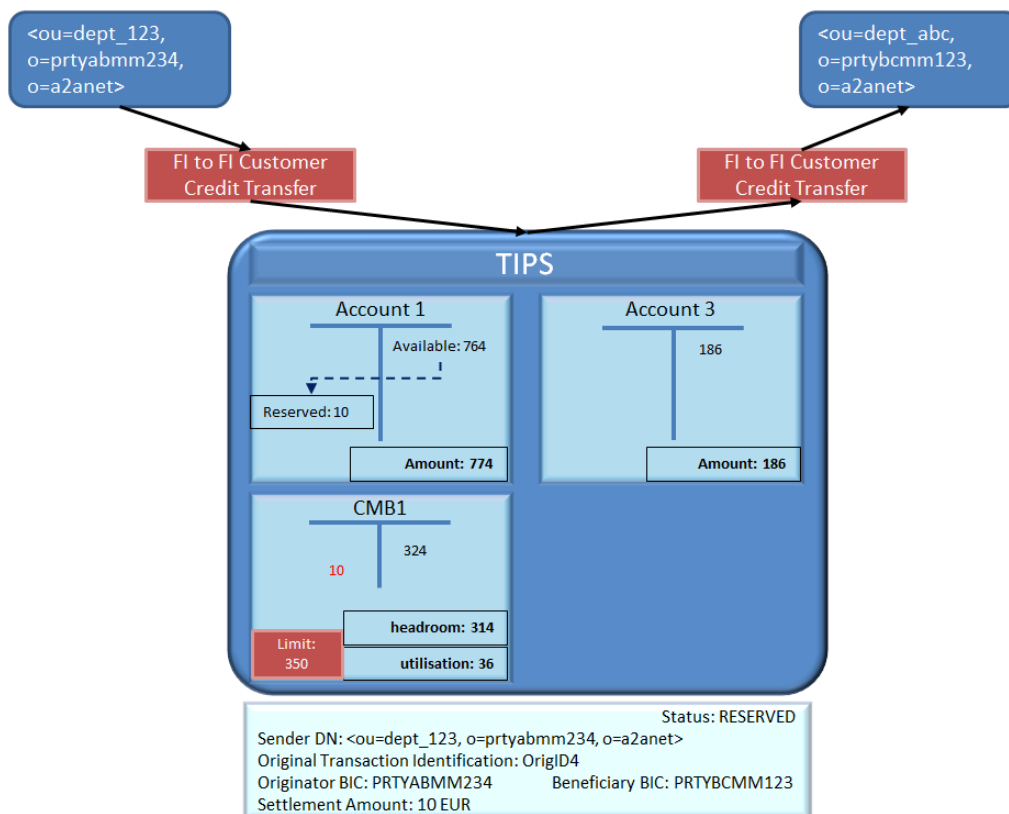 <ou=dept_123,
o=prtyabmm234,
o=a2anet>
<ou=dept_abc,
o=prtybcmm123,
o=a2anet>
FI to FI Customer
Credit Transfer
FI to FI Customer
Credit Transfer
TIPS
Account 1
Available: 764
Reserved: 10
Amount: 774
Account 3
186
Amount: 186
CMB1
324
10
headroom: 314
Limit:
350
utilisation: 36
Status: RESERVED
Sender DN: <ou=dept_123, o=prtyabmm234, o=a2anet>
Original Transaction Identification: OrigID4
Originator BIC: PRTYABMM234 Beneficiary BIC: PRTYBCMM123
Settlement Amount: 10 EUR